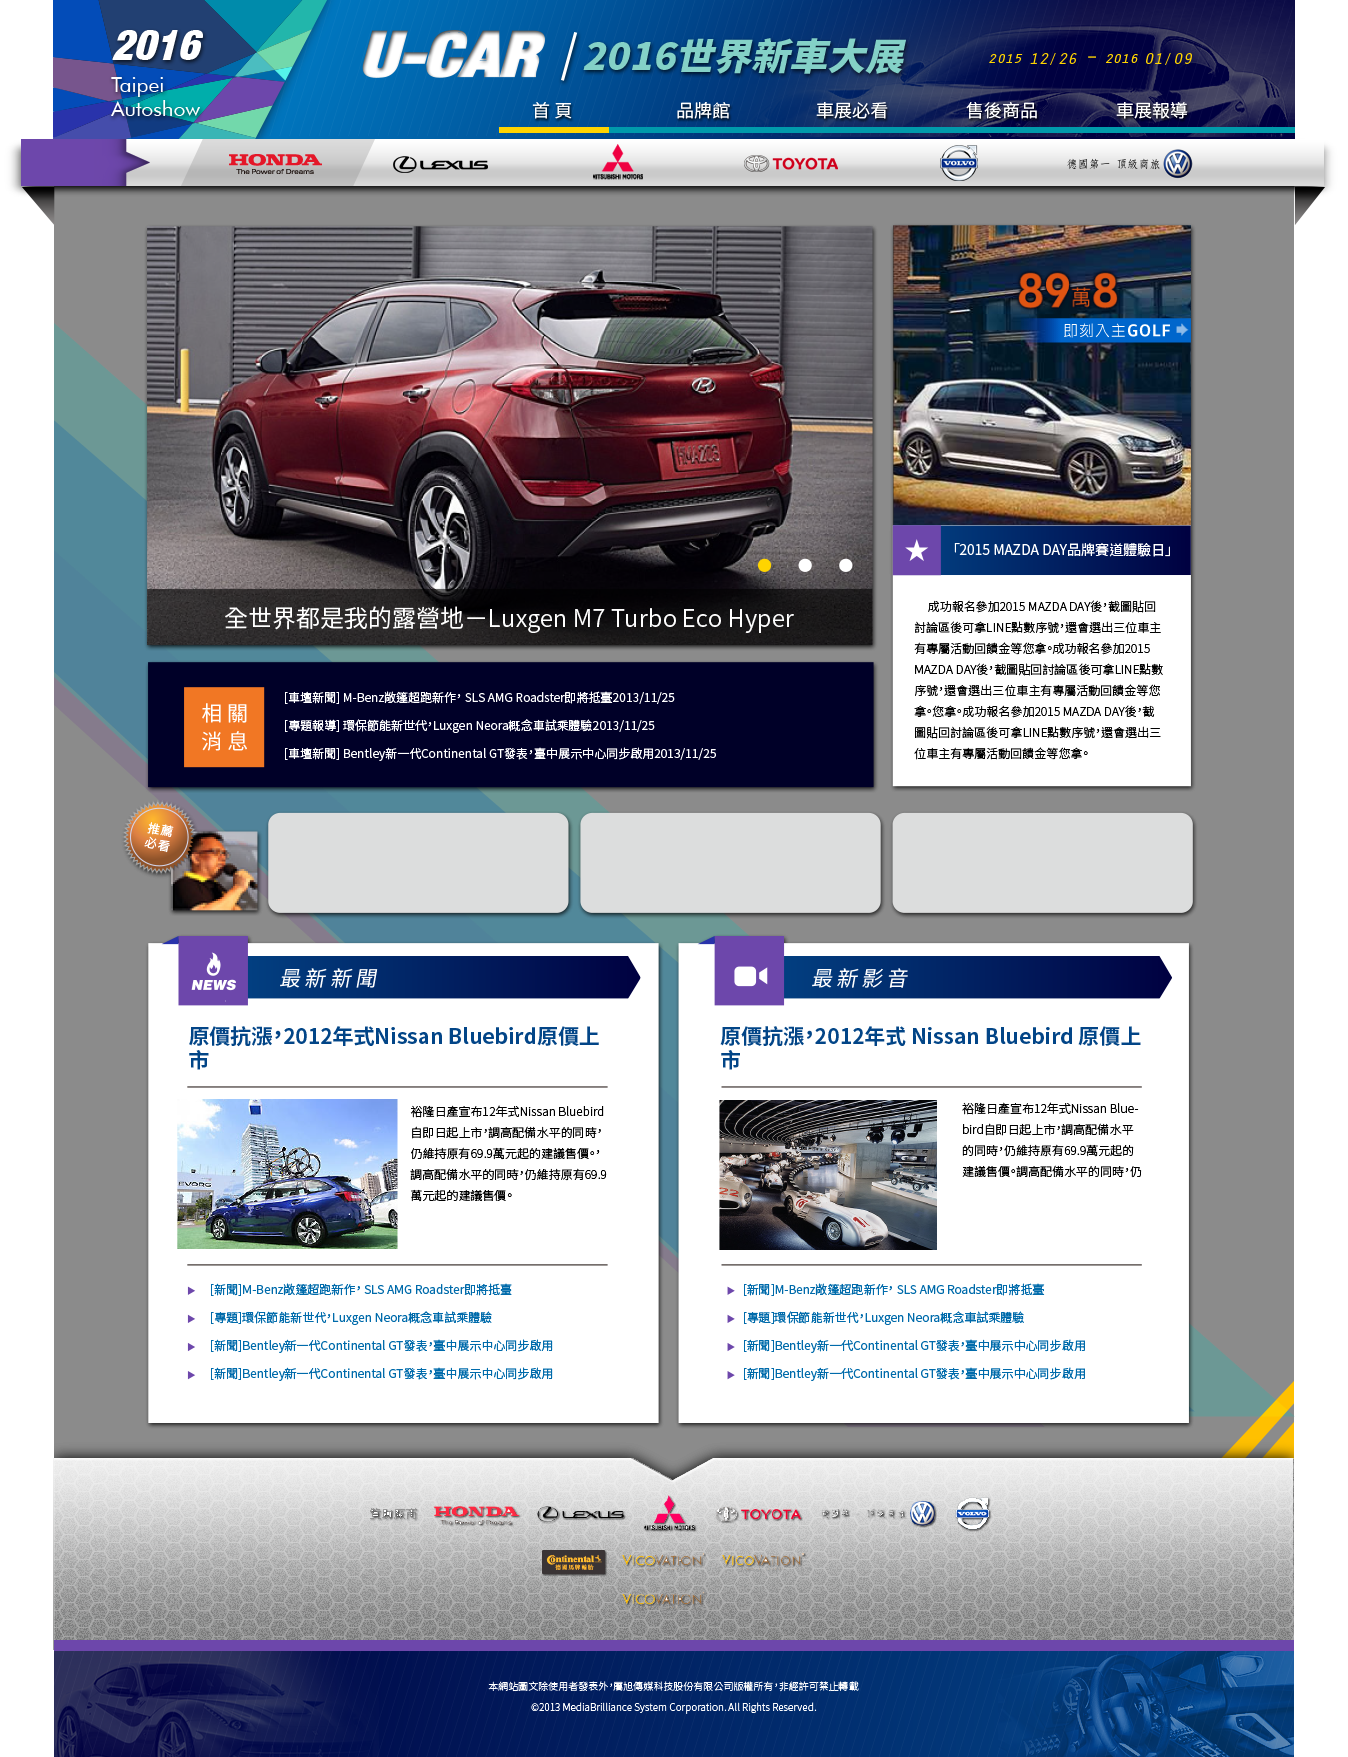 2016
Taipei
Autoshow
U-CAR / 2016世界新車大展
2015 12/26 － 2016 01/09
首 頁 品牌館 車展必看 售後商品 車展報導
HONDA
The Power of Dreams
LEXUS
MITSUBISHI MOTORS
TOYOTA
VOLVO
德國第一 頂級商旅
89萬8
即刻入主GOLF
全世界都是我的露營地－Luxgen M7 Turbo Eco Hyper
「2015 MAZDA DAY品牌賽道體驗日」
成功報名參加2015 MAZDA DAY後，截圖貼回
討論區後可拿LINE點數序號，還會選出三位車主
有專屬活動回饋金等您拿。成功報名參加2015
MAZDA DAY後，截圖貼回討論區後可拿LINE點數
序號，還會選出三位車主有專屬活動回饋金等您
拿。您拿。成功報名參加2015 MAZDA DAY後，截
圖貼回討論區後可拿LINE點數序號，還會選出三
位車主有專屬活動回饋金等您拿。
相關
消息
[車壇新聞] M-Benz敞篷超跑新作， SLS AMG Roadster即將抵臺2013/11/25
[專題報導] 環保節能新世代，Luxgen Neora概念車試乘體驗2013/11/25
[車壇新聞] Bentley新一代Continental GT發表，臺中展示中心同步啟用2013/11/25
推薦
必看
NEWS
最新新聞
原價抗漲，2012年式Nissan Bluebird原價上
市
裕隆日產宣布12年式Nissan Bluebird
自即日起上市，調高配備水平的同時，
仍維持原有69.9萬元起的建議售價。，
調高配備水平的同時，仍維持原有69.9
萬元起的建議售價。
[新聞]M-Benz敞篷超跑新作， SLS AMG Roadster即將抵臺
[專題]環保節能新世代，Luxgen Neora概念車試乘體驗
[新聞]Bentley新一代Continental GT發表，臺中展示中心同步啟用
[新聞]Bentley新一代Continental GT發表，臺中展示中心同步啟用
最新影音
原價抗漲，2012年式 Nissan Bluebird 原價上
市
裕隆日產宣布12年式Nissan Blue-
bird自即日起上市，調高配備水平
的同時，仍維持原有69.9萬元起的
建議售價。調高配備水平的同時，仍
[新聞]M-Benz敞篷超跑新作， SLS AMG Roadster即將抵臺
[專題]環保節能新世代，Luxgen Neora概念車試乘體驗
[新聞]Bentley新一代Continental GT發表，臺中展示中心同步啟用
[新聞]Bentley新一代Continental GT發表，臺中展示中心同步啟用
HONDA
The Power of Dreams
LEXUS
MITSUBISHI MOTORS
TOYOTA
VOLVO
Continental
德國馬牌輪胎
VICOVATION
VICOVATION
VICOVATION
本網站圖文除使用者發表外，屬旭傳媒科技股份有限公司版權所有，非經許可禁止轉載
©2013 MediaBrilliance System Corporation. All Rights Reserved.